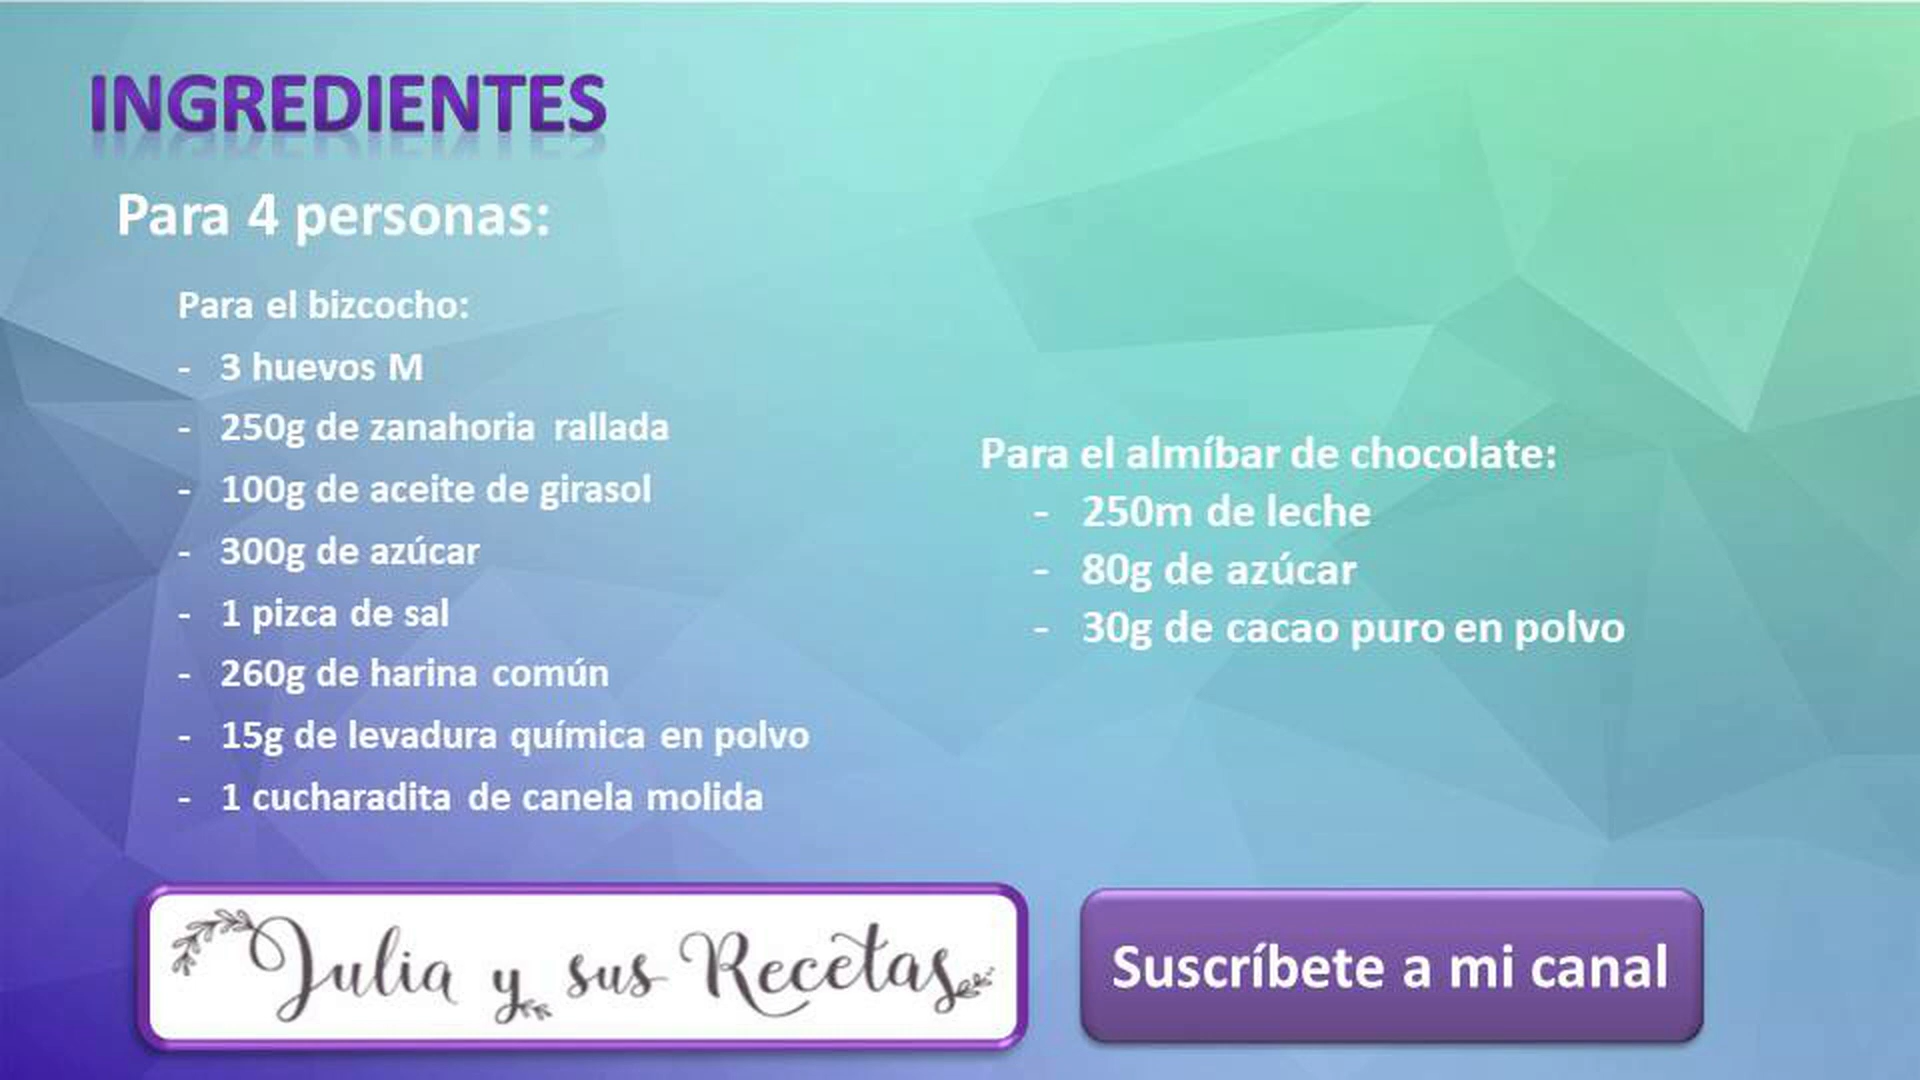 INGREDIENTES
Para 4 personas:
Para el bizcocho:
- 3 huevos M
- 250g de zanahoria rallada
- 100g de aceite de girasol
- 300g de azúcar
- 1 pizca de sal
- 260g de harina común
- 15g de levadura química en polvo
- 1 cucharadita de canela molida
Para el almíbar de chocolate:
- 250m de leche
- 80g de azúcar
- 30g de cacao puro en polvo
Julia y sus Recetas
Suscríbete a mi canal